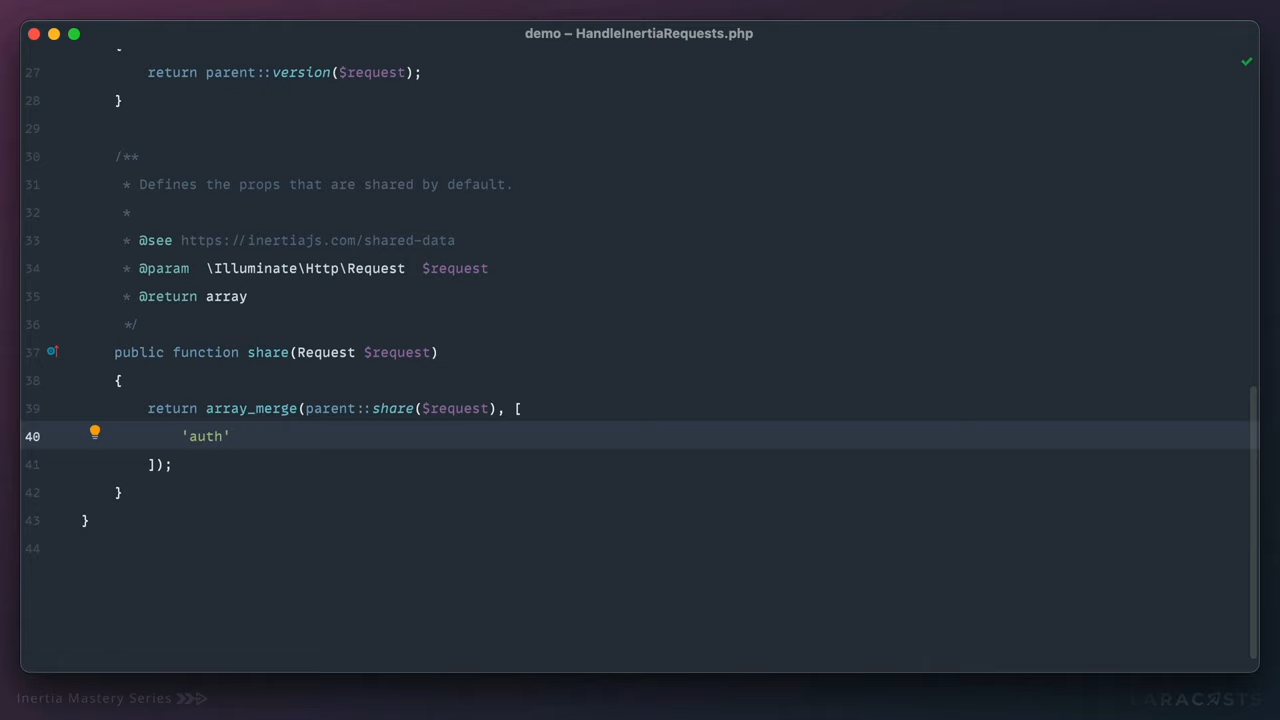 demo – HandleInertiaRequests.php
27 return parent::version($request);
28 }
29
30 /**
31 * Defines the props that are shared by default.
32 *
33 * @see https://inertiajs.com/shared-data
34 * @param \Illuminate\Http\Request $request
35 * @return array
36 */
37 public function share(Request $request)
38 {
39 return array_merge(parent::share($request), [
40 'auth'
41 ]);
42 }
43 }
44
Inertia Mastery Series
LARACASTS